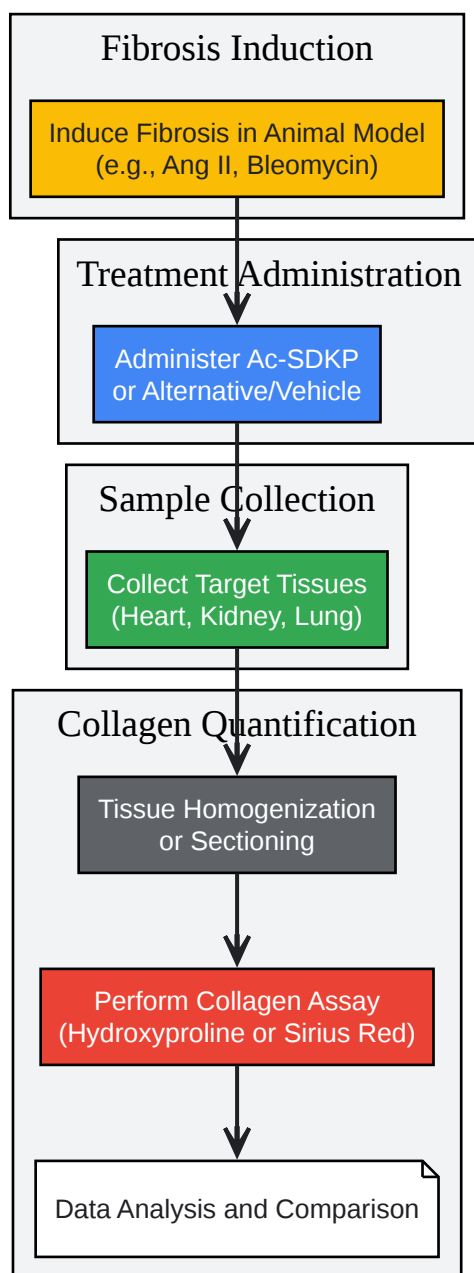 Fibrosis Induction
Induce Fibrosis in Animal Model
(e.g., Ang II, Bleomycin)
Treatment Administration
Administer Ac-SDKP
or Alternative/Vehicle
Sample Collection
Collect Target Tissues
(Heart, Kidney, Lung)
Collagen Quantification
Tissue Homogenization
or Sectioning
Perform Collagen Assay
(Hydroxyproline or Sirius Red)
Data Analysis and Comparison